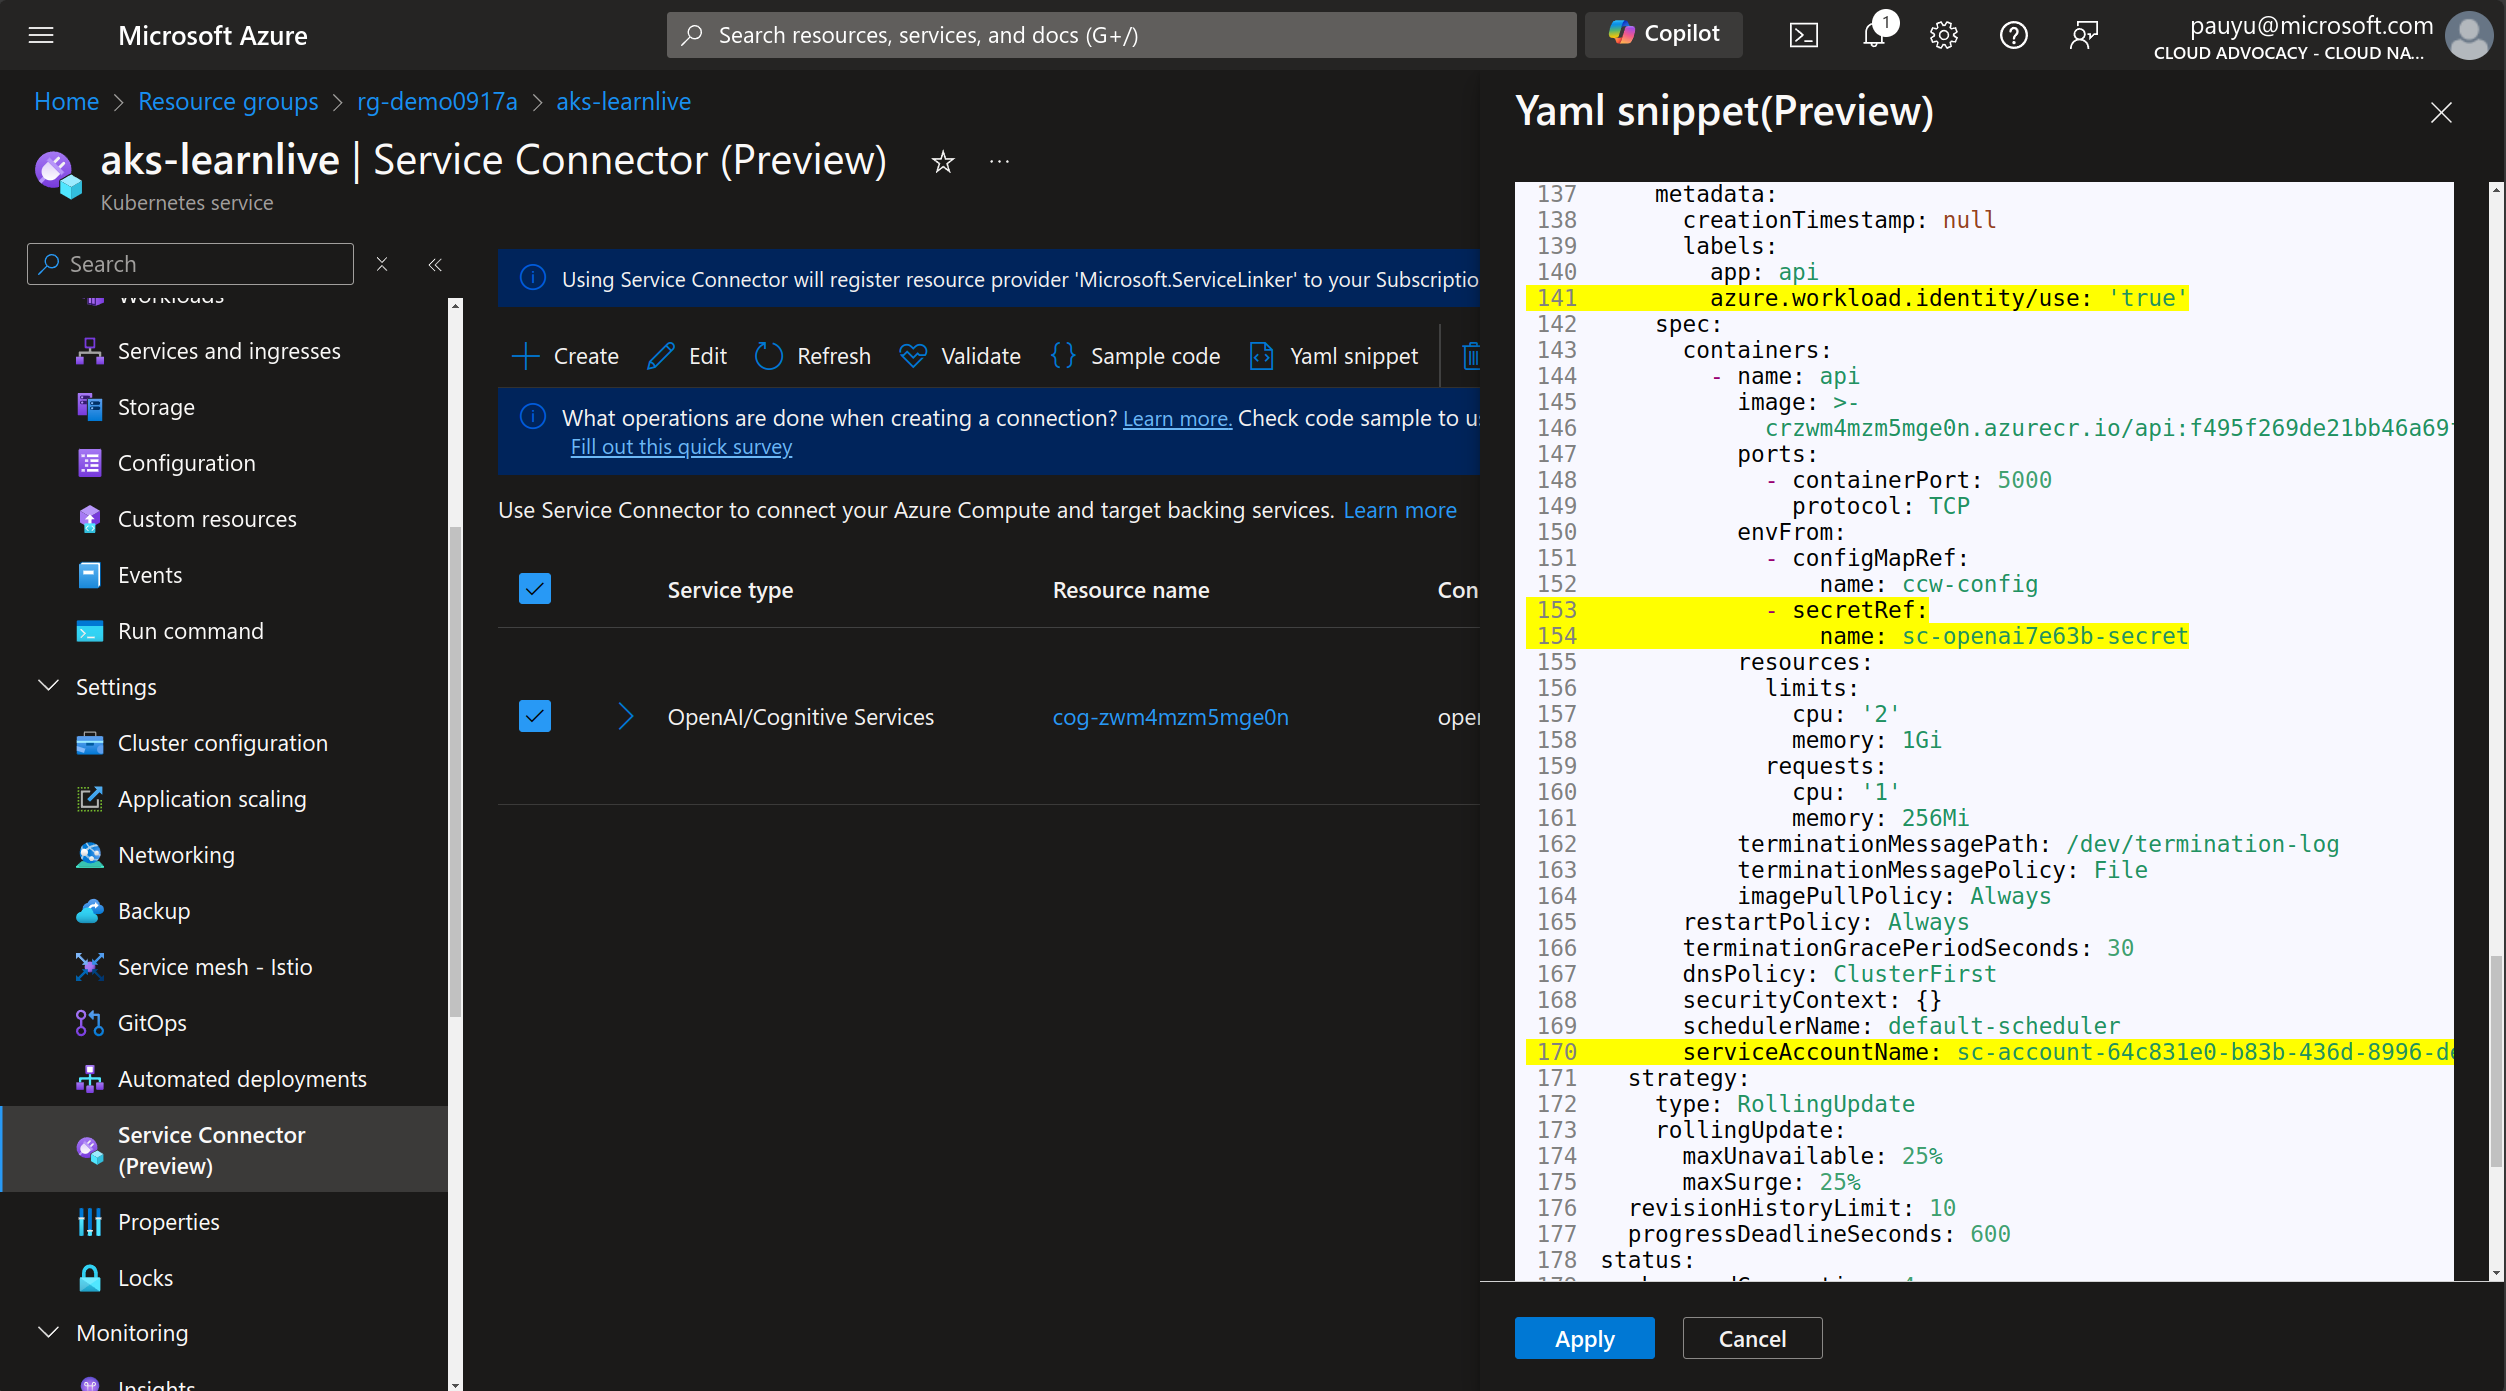 Microsoft Azure
Search resources, services, and docs (G+/)
Copilot
1
pauyu@microsoft.com
CLOUD ADVOCACY - CLOUD NA...
Home > Resource groups > rg-demo0917a > aks-learnlive
aks-learnlive | Service Connector (Preview)
Kubernetes service
Search
Workloads
Services and ingresses
Storage
Configuration
Custom resources
Events
Run command
Settings
Cluster configuration
Application scaling
Networking
Backup
Service mesh - Istio
GitOps
Automated deployments
Service Connector
(Preview)
Properties
Locks
Monitoring
Insights
Using Service Connector will register resource provider 'Microsoft.ServiceLinker' to your Subscriptio
Create Edit Refresh Validate Sample code Yaml snippet
What operations are done when creating a connection? Learn more. Check code sample to u
Fill out this quick survey
Use Service Connector to connect your Azure Compute and target backing services. Learn more
Service type Resource name Con
OpenAI/Cognitive Services cog-zwm4mzm5mge0n oper
Yaml snippet(Preview)
137 metadata:
138 creationTimestamp: null
139 labels:
140 app: api
141 azure.workload.identity/use: 'true'
142 spec:
143 containers:
144 - name: api
145 image: >-
146 crzwm4mzm5mge0n.azurecr.io/api:f495f269de21bb46a69
147 ports:
148 - containerPort: 5000
149 protocol: TCP
150 envFrom:
151 - configMapRef:
152 name: ccw-config
153 - secretRef:
154 name: sc-openai7e63b-secret
155 resources:
156 limits:
157 cpu: '2'
158 memory: 1Gi
159 requests:
160 cpu: '1'
161 memory: 256Mi
162 terminationMessagePath: /dev/termination-log
163 terminationMessagePolicy: File
164 imagePullPolicy: Always
165 restartPolicy: Always
166 terminationGracePeriodSeconds: 30
167 dnsPolicy: ClusterFirst
168 securityContext: {}
169 schedulerName: default-scheduler
170 serviceAccountName: sc-account-64c831e0-b83b-436d-8996-de
171 strategy:
172 type: RollingUpdate
173 rollingUpdate:
174 maxUnavailable: 25%
175 maxSurge: 25%
176 revisionHistoryLimit: 10
177 progressDeadlineSeconds: 600
178 status:
Apply Cancel